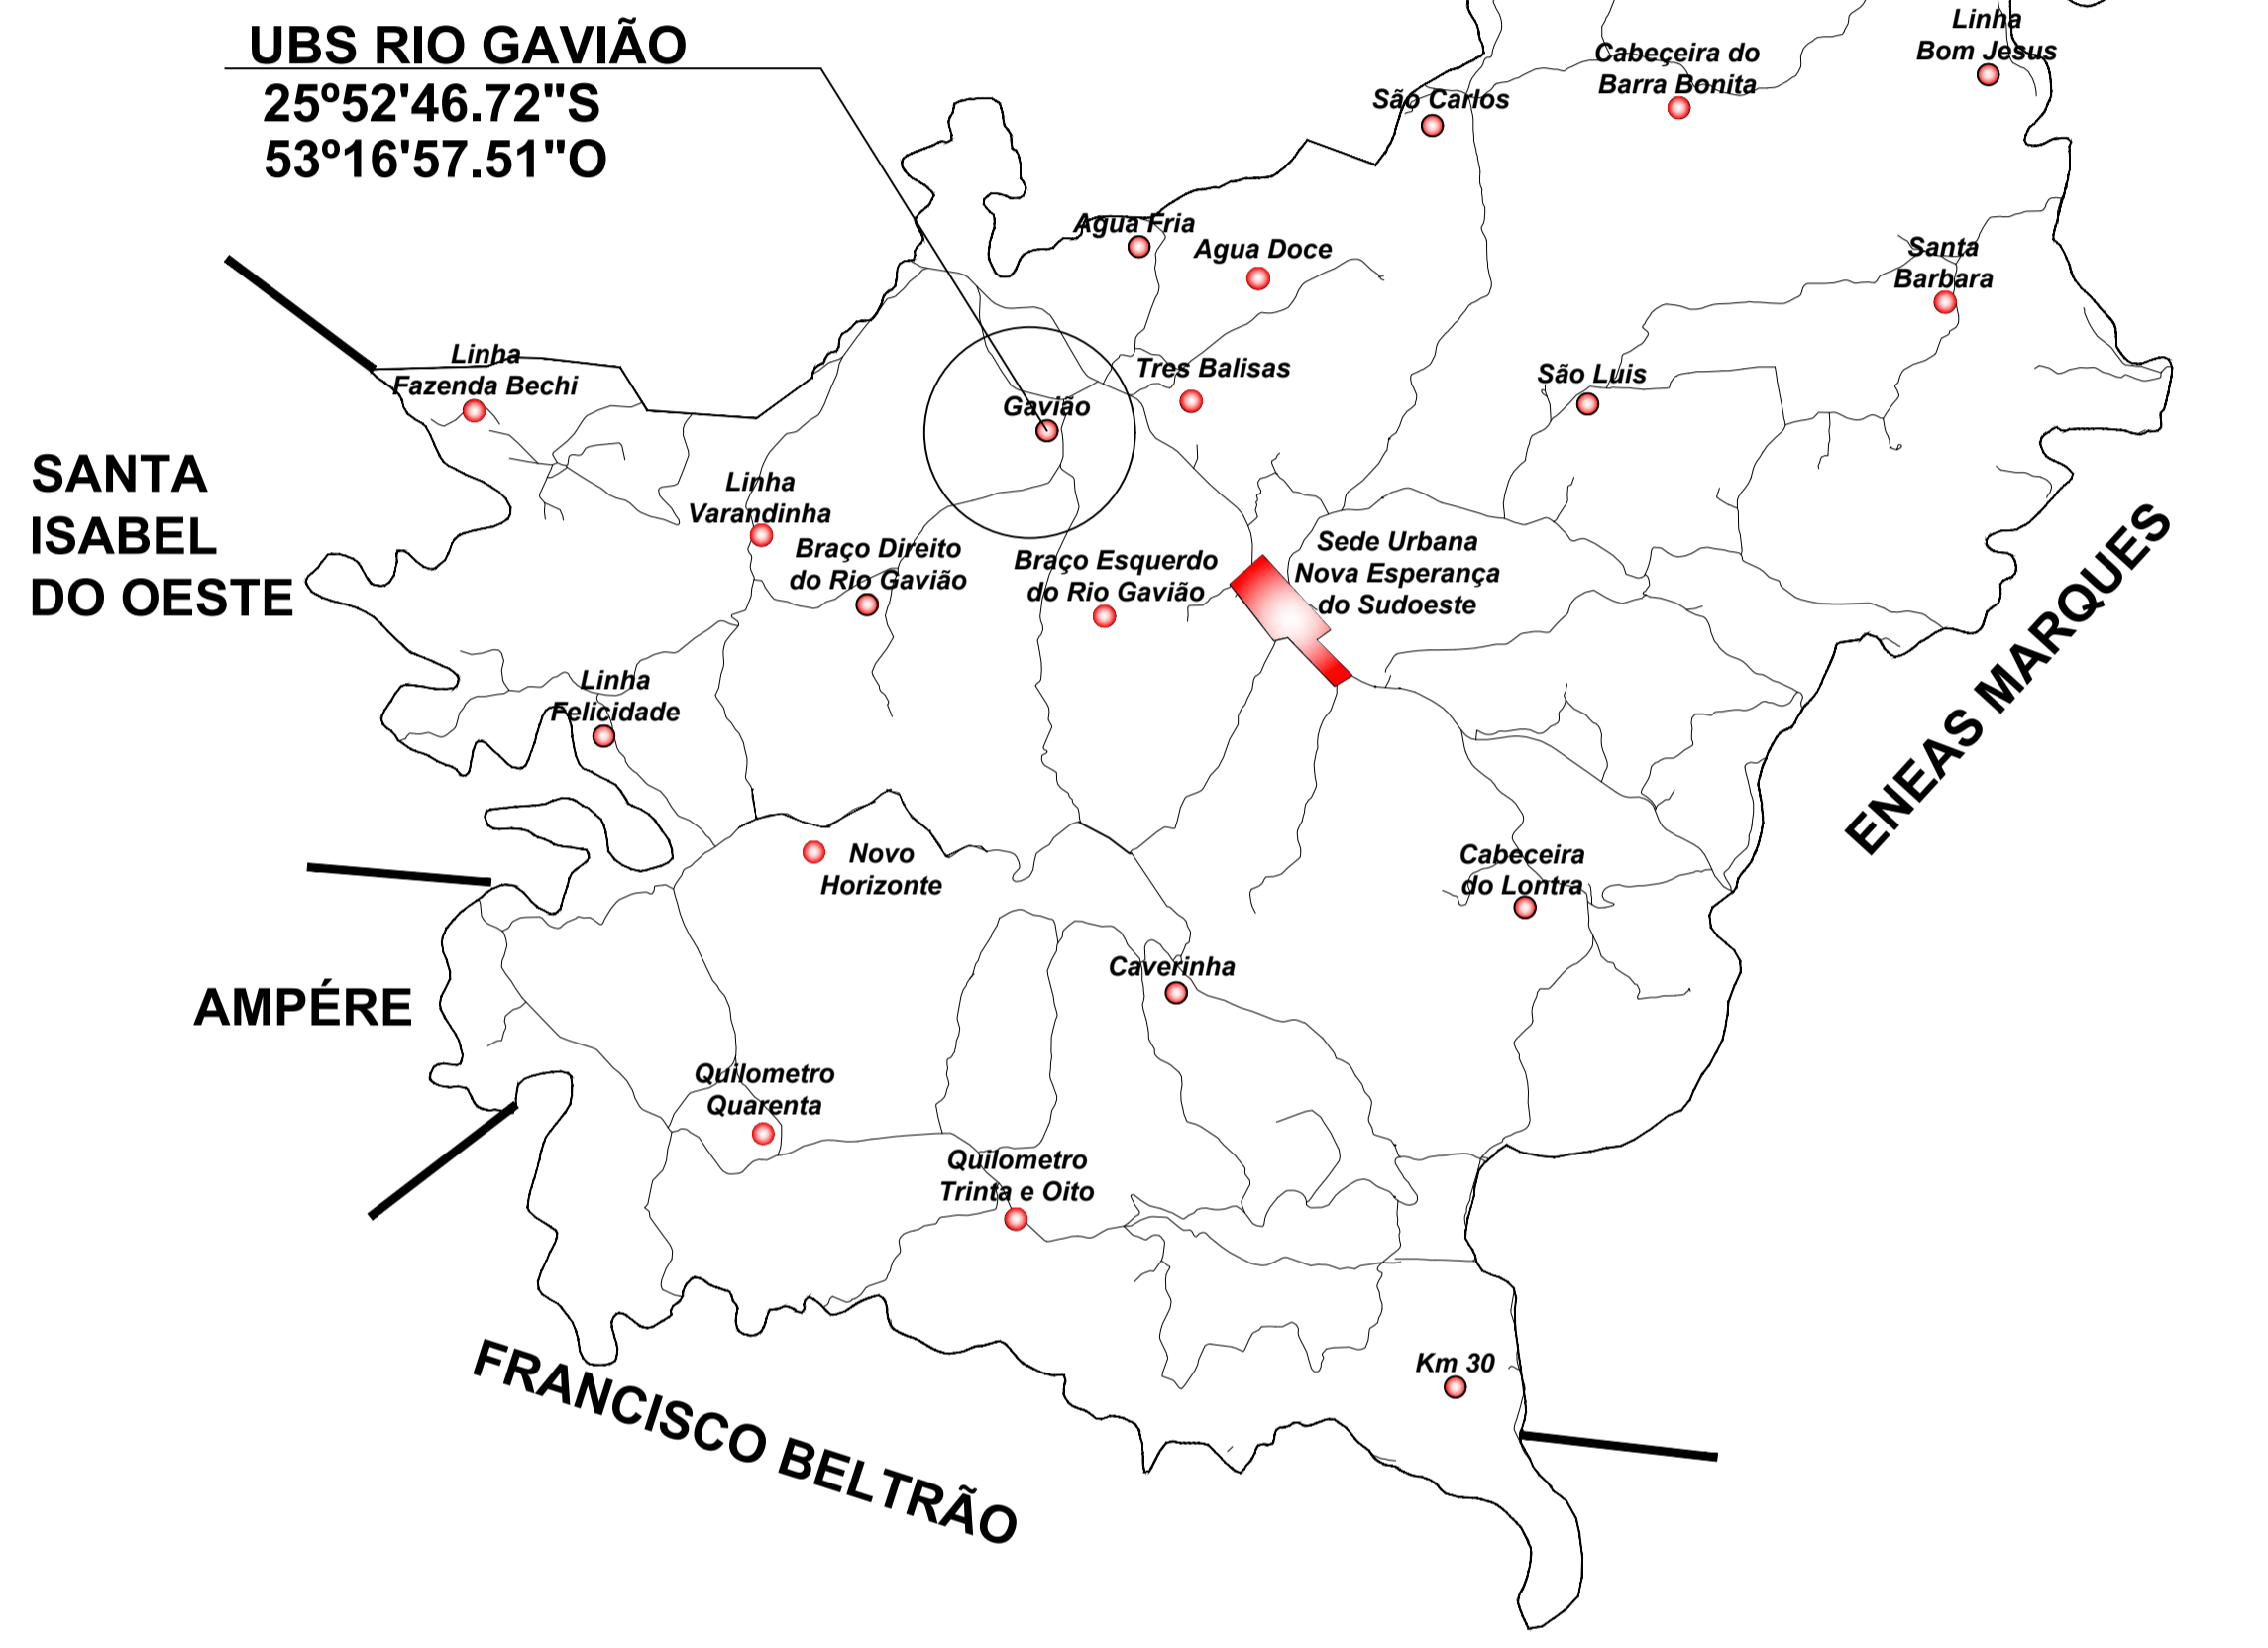 UBS RIO GAVIÃO
25º52'46.72"S
53º16'57.51"O
Linha
Bom Jesus
Cabeçeira do
Barra Bonita
São Carlos
Agua Fria
Agua Doce
Santa
Barbara
Linha
Fazenda Bechi
Tres Balisas
São Luis
Gavião
SANTA
ISABEL
DO OESTE
Linha
Varandinha
Braço Direito
do Rio Gavião
Braço Esquerdo
do Rio Gavião
Sede Urbana
Nova Esperança
do Sudoeste
ENEAS MARQUES
Linha
Felicidade
Novo
Horizonte
Cabeceira
do Lontra
Caverinha
AMPÉRE
Quilometro
Quarenta
Quilometro
Trinta e Oito
Km 30
FRANCISCO BELTRÃO